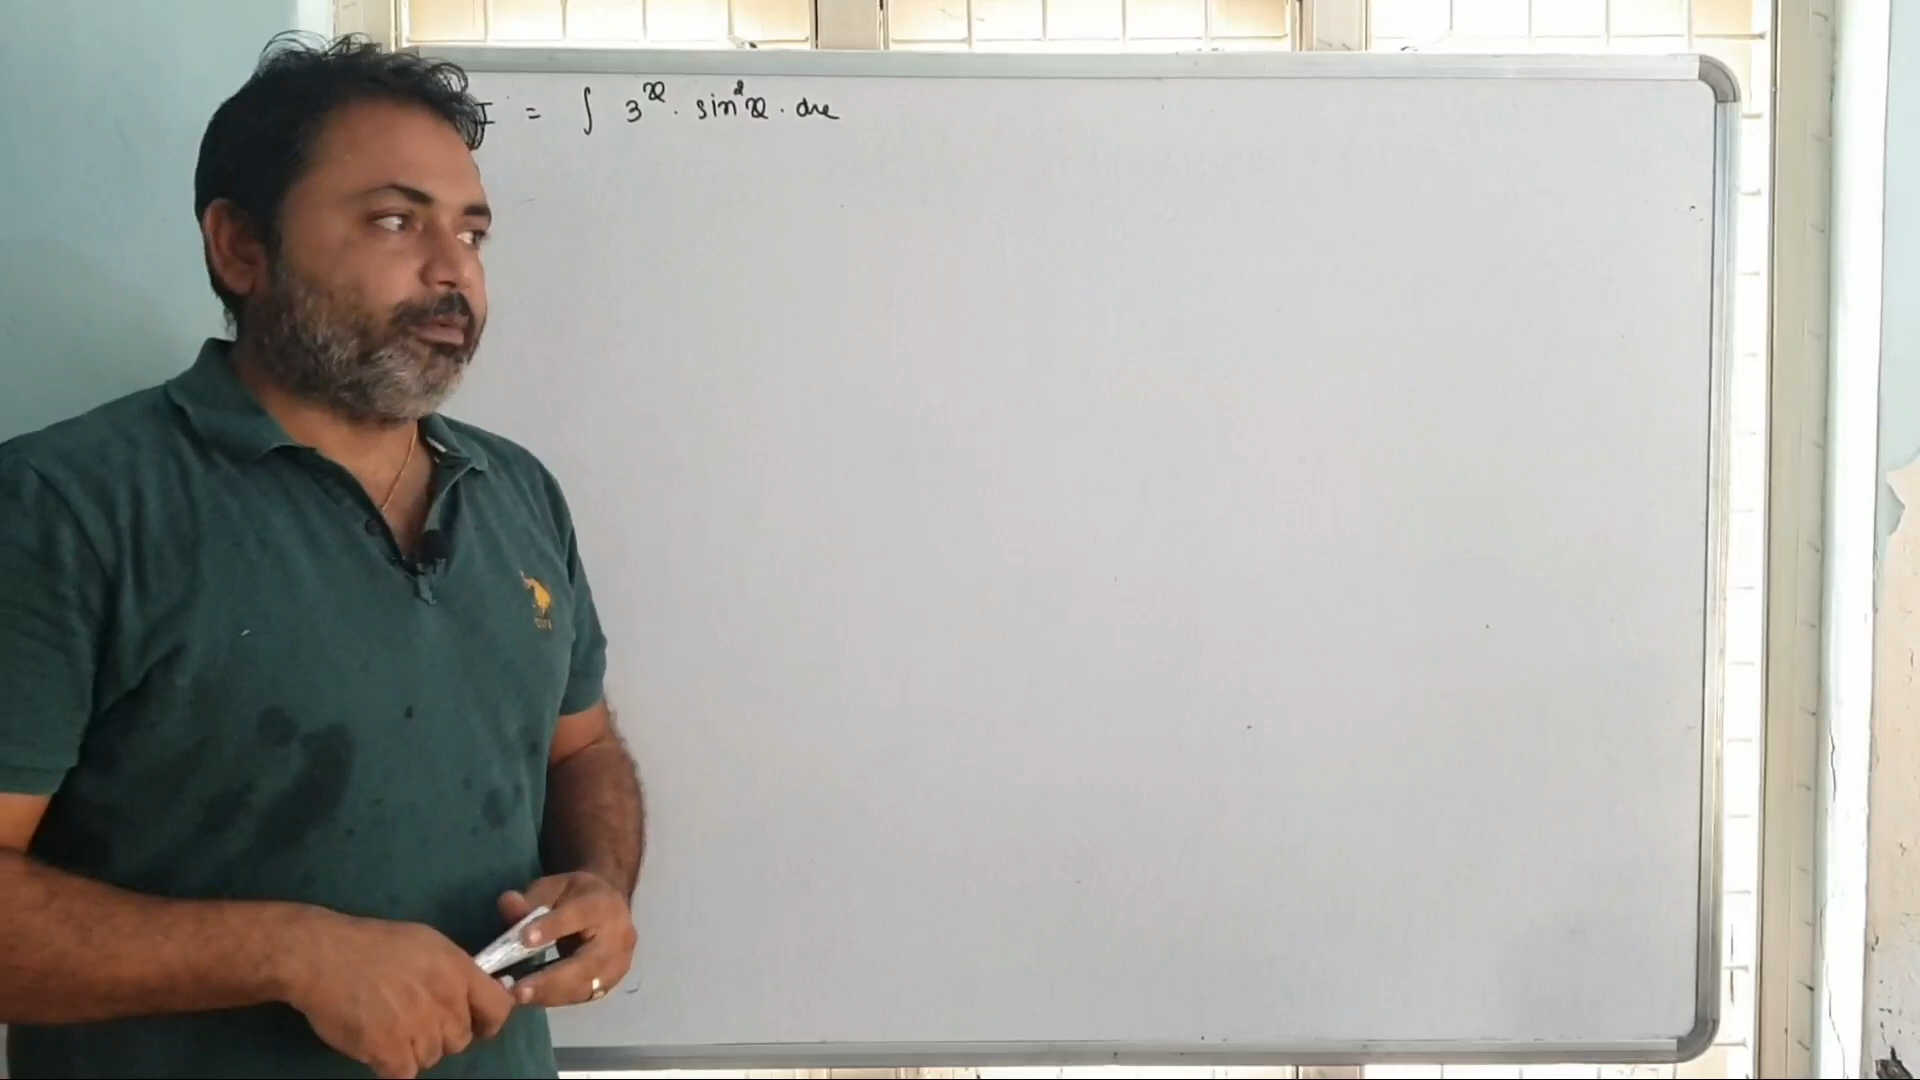 I = ∫ 3^x . sin²x . dx